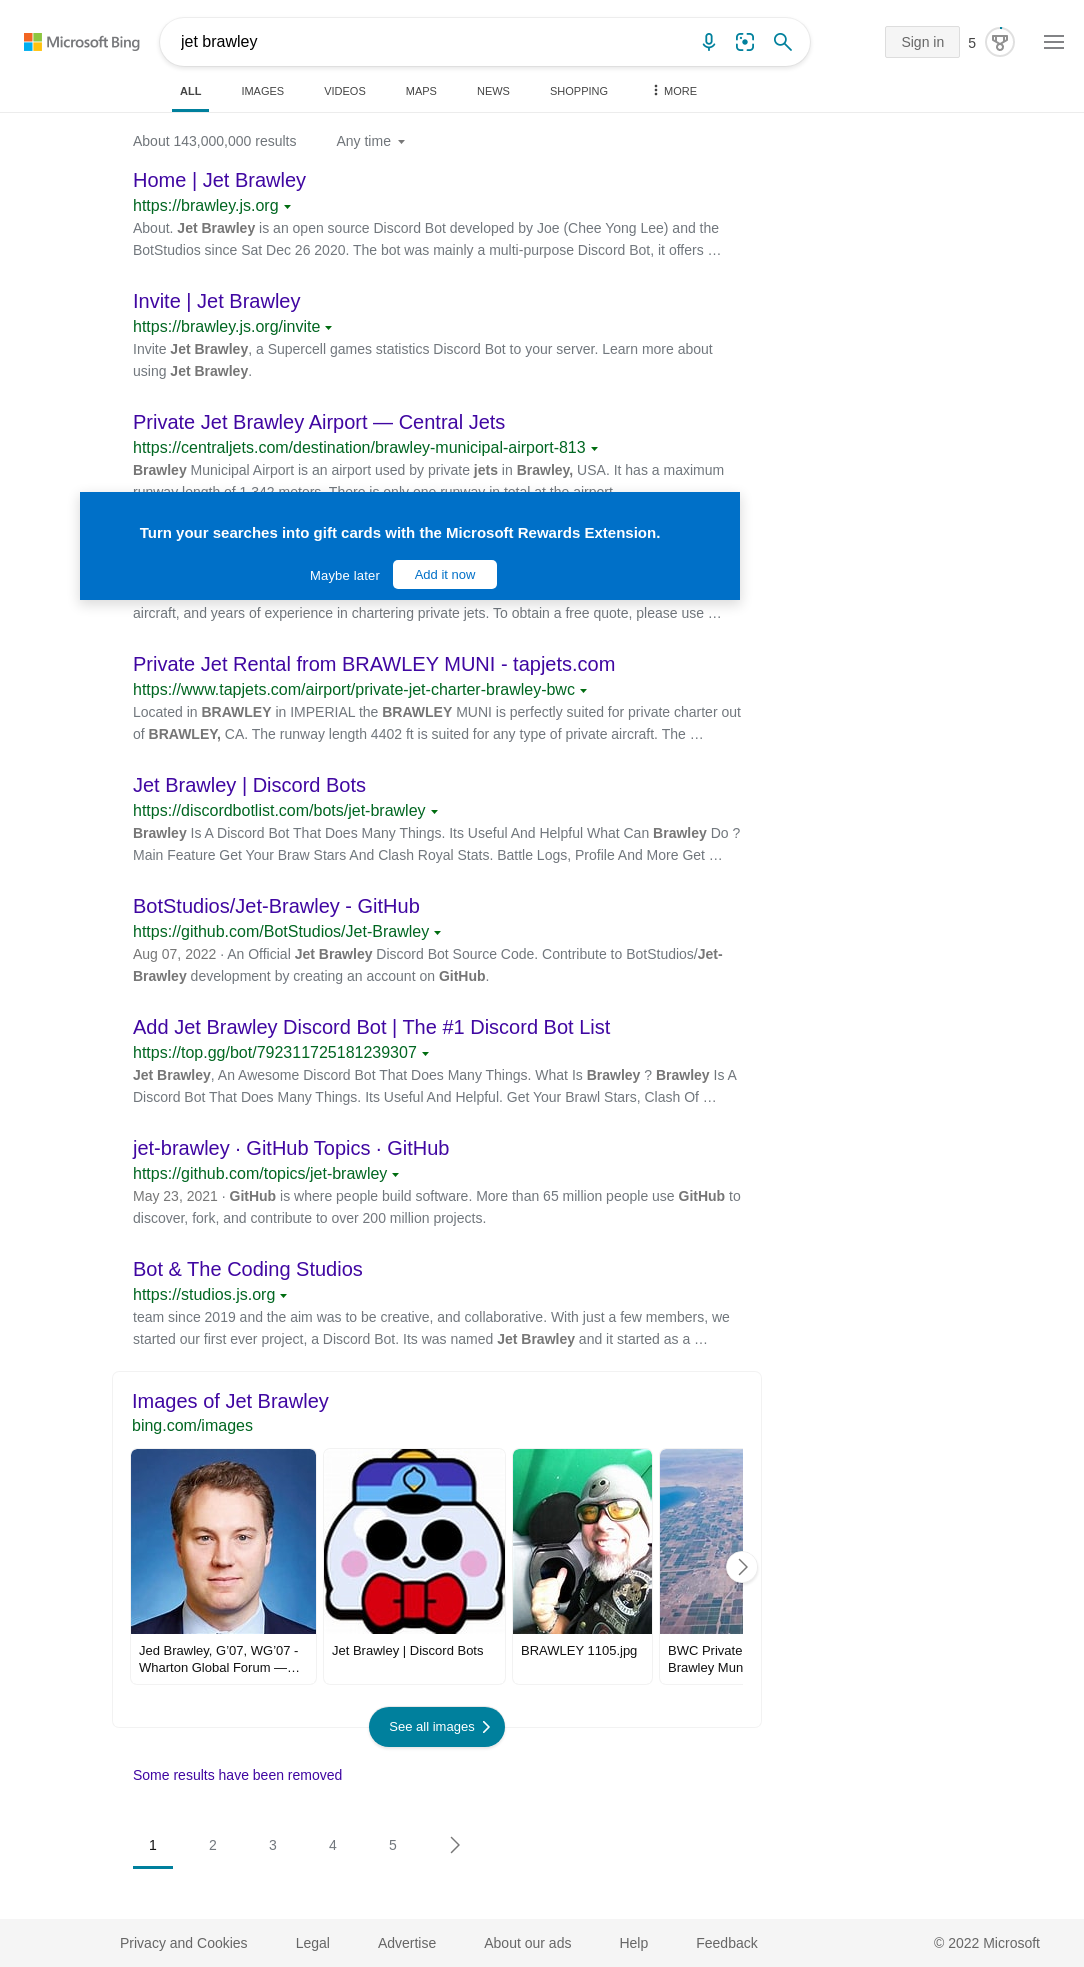 Microsoft Bing
jet brawley
Sign in
5
ALL IMAGES VIDEOS MAPS NEWS SHOPPING MORE
About 143,000,000 results Any time
Home | Jet Brawley
https://brawley.js.org
About. Jet Brawley is an open source Discord Bot developed by Joe (Chee Yong Lee) and the
BotStudios since Sat Dec 26 2020. The bot was mainly a multi-purpose Discord Bot, it offers …
Invite | Jet Brawley
https://brawley.js.org/invite
Invite Jet Brawley, a Supercell games statistics Discord Bot to your server. Learn more about
using Jet Brawley.
Private Jet Brawley Airport — Central Jets
https://centraljets.com/destination/brawley-municipal-airport-813
Brawley Municipal Airport is an airport used by private jets in Brawley, USA. It has a maximum
runway length of 1,342 meters. There is only one runway in total at the airport
Turn your searches into gift cards with the Microsoft Rewards Extension.
Maybe later Add it now
aircraft, and years of experience in chartering private jets. To obtain a free quote, please use …
Private Jet Rental from BRAWLEY MUNI - tapjets.com
https://www.tapjets.com/airport/private-jet-charter-brawley-bwc
Located in BRAWLEY in IMPERIAL the BRAWLEY MUNI is perfectly suited for private charter out
of BRAWLEY, CA. The runway length 4402 ft is suited for any type of private aircraft. The …
Jet Brawley | Discord Bots
https://discordbotlist.com/bots/jet-brawley
Brawley Is A Discord Bot That Does Many Things. Its Useful And Helpful What Can Brawley Do ?
Main Feature Get Your Braw Stars And Clash Royal Stats. Battle Logs, Profile And More Get …
BotStudios/Jet-Brawley - GitHub
https://github.com/BotStudios/Jet-Brawley
Aug 07, 2022 · An Official Jet Brawley Discord Bot Source Code. Contribute to BotStudios/Jet-
Brawley development by creating an account on GitHub.
Add Jet Brawley Discord Bot | The #1 Discord Bot List
https://top.gg/bot/792311725181239307
Jet Brawley, An Awesome Discord Bot That Does Many Things. What Is Brawley ? Brawley Is A
Discord Bot That Does Many Things. Its Useful And Helpful. Get Your Brawl Stars, Clash Of …
jet-brawley · GitHub Topics · GitHub
https://github.com/topics/jet-brawley
May 23, 2021 · GitHub is where people build software. More than 65 million people use GitHub to
discover, fork, and contribute to over 200 million projects.
Bot & The Coding Studios
https://studios.js.org
team since 2019 and the aim was to be creative, and collaborative. With just a few members, we
started our first ever project, a Discord Bot. Its was named Jet Brawley and it started as a …
Images of Jet Brawley
bing.com/images
Jed Brawley, G'07, WG'07 -
Wharton Global Forum —…
Jet Brawley | Discord Bots
BRAWLEY 1105.jpg
BWC Private
Brawley Mun
See all images
Some results have been removed
1 2 3 4 5
Privacy and Cookies Legal Advertise About our ads Help Feedback © 2022 Microsoft